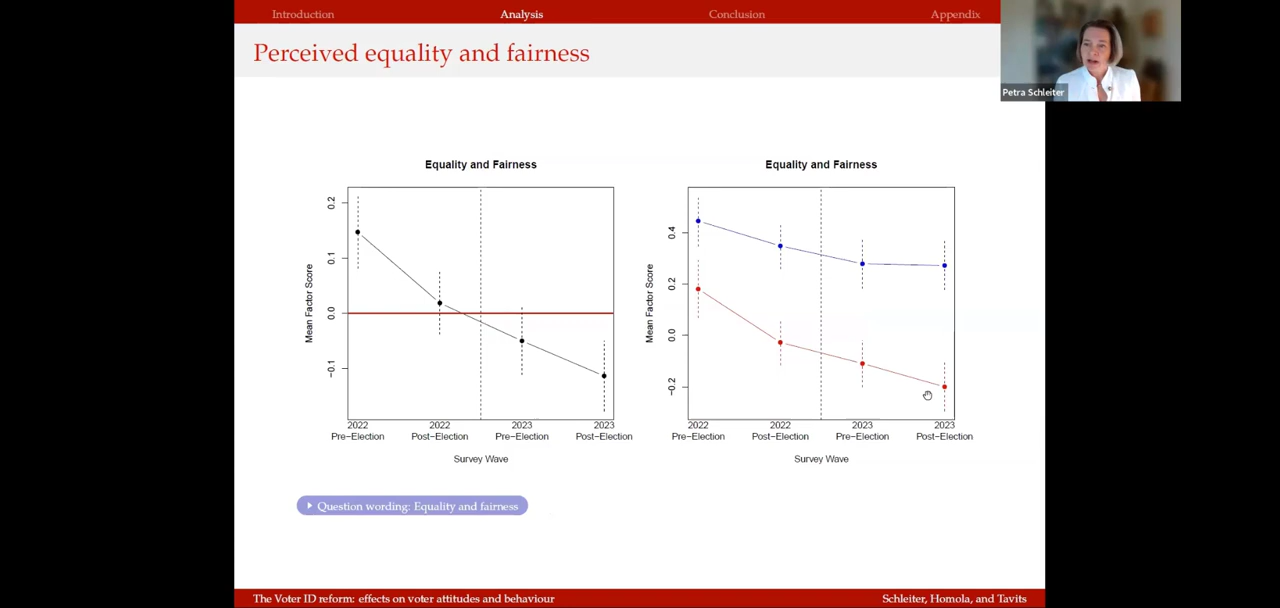 Introduction
Analysis
Conclusion
Appendix
Perceived equality and fairness
Petra Schleiter
Equality and Fairness
Mean Factor Score
0.2
0.1
0.0
−0.1
2022
Pre−Election
2022
Post−Election
2023
Pre−Election
2023
Post−Election
Survey Wave
Equality and Fairness
Mean Factor Score
0.4
0.2
0.0
−0.2
2022
Pre−Election
2022
Post−Election
2023
Pre−Election
2023
Post−Election
Survey Wave
Question wording: Equality and fairness
The Voter ID reform: effects on voter attitudes and behaviour
Schleiter, Homola, and Tavits